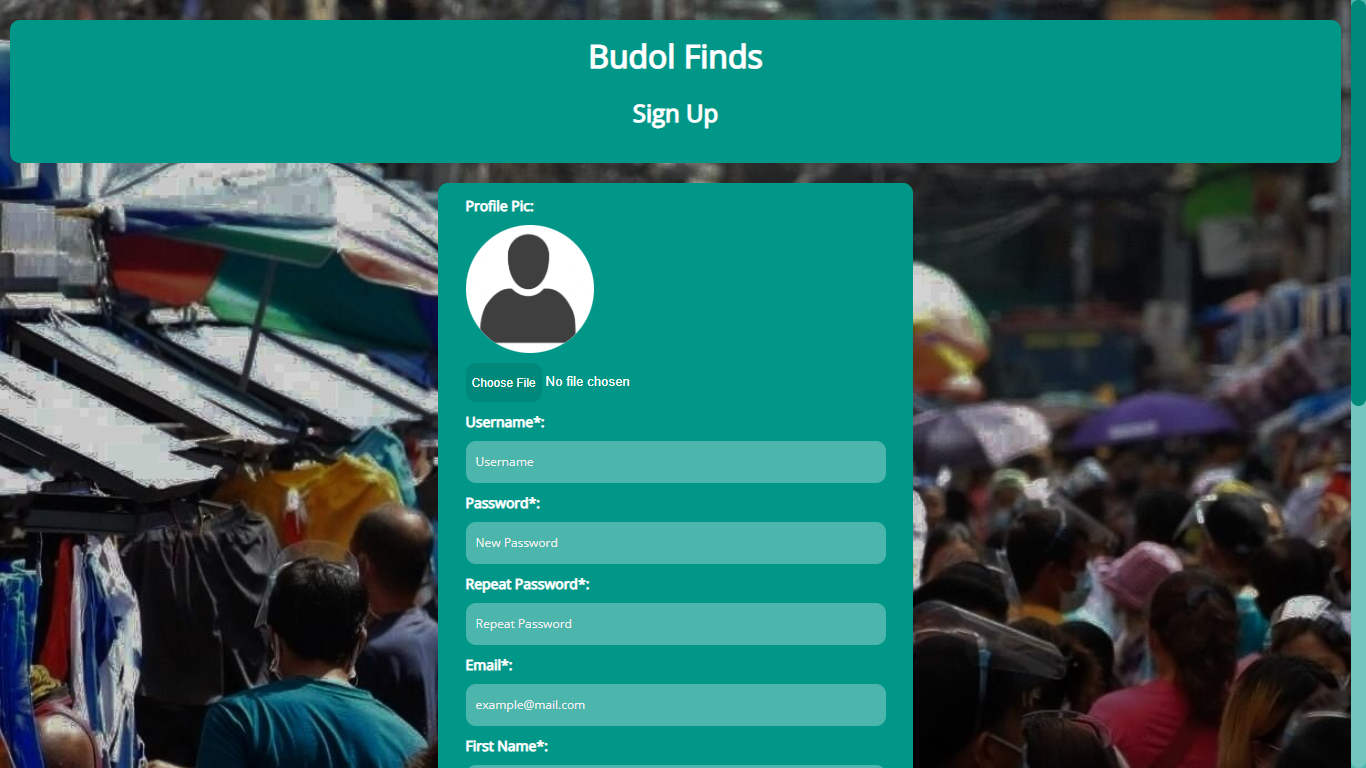 Budol Finds
Sign Up
Profile Pic:
Choose File No file chosen
Username*:
Username
Password*:
New Password
Repeat Password*:
Repeat Password
Email*:
example@mail.com
First Name*: